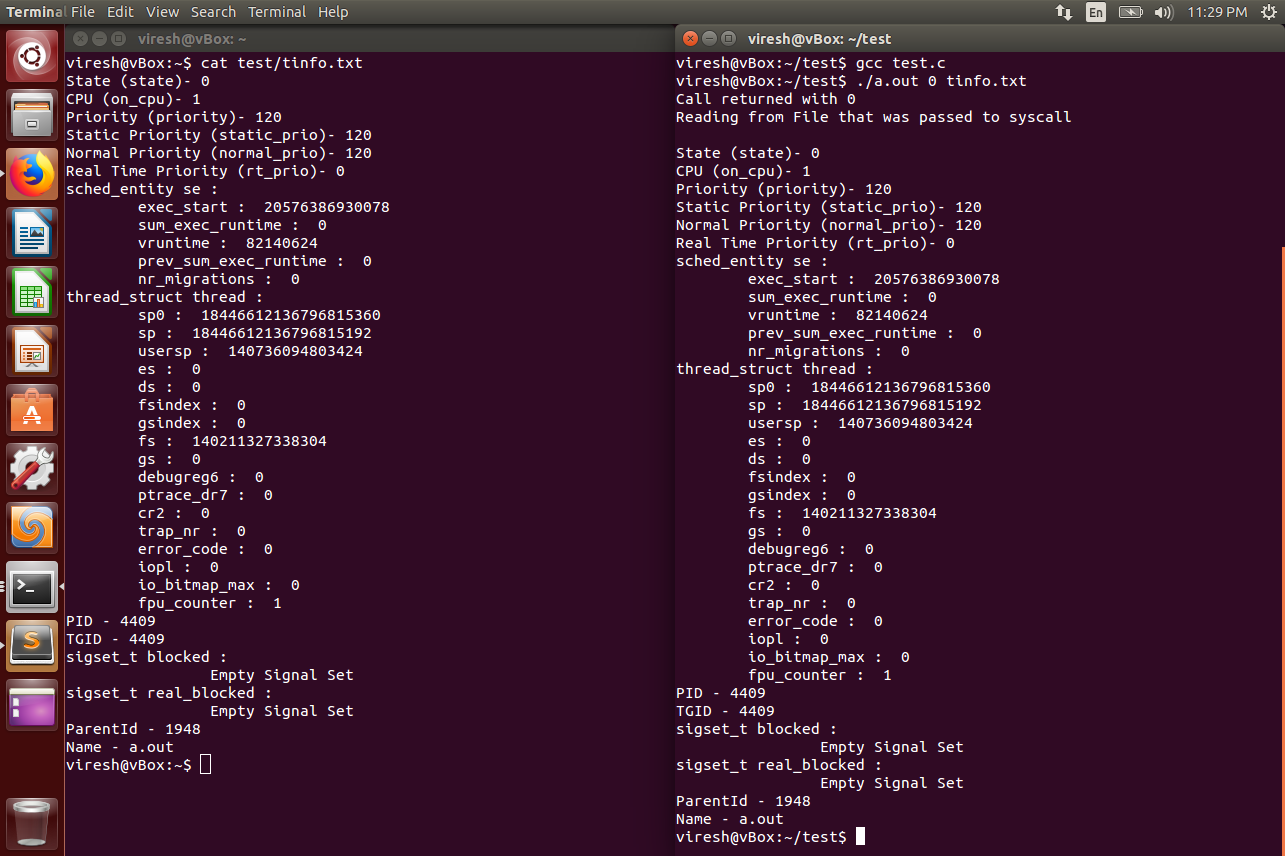 Terminal File Edit View Search Terminal Help
En 11:29 PM
viresh@vBox: ~
viresh@vBox:~$ cat test/tinfo.txt
State (state)- 0
CPU (on_cpu)- 1
Priority (priority)- 120
Static Priority (static_prio)- 120
Normal Priority (normal_prio)- 120
Real Time Priority (rt_prio)- 0
sched_entity se :
exec_start :  20576386930078
sum_exec_runtime :  0
vruntime :  82140624
prev_sum_exec_runtime :  0
nr_migrations :  0
thread_struct thread :
sp0 :  18446612136796815360
sp :  18446612136796815192
usersp :  140736094803424
es :  0
ds :  0
fsindex :  0
gsindex :  0
fs :  140211327338304
gs :  0
debugreg6 :  0
ptrace_dr7 :  0
cr2 :  0
trap_nr :  0
error_code :  0
iopl :  0
io_bitmap_max :  0
fpu_counter :  1
PID - 4409
TGID - 4409
sigset_t blocked :
Empty Signal Set
sigset_t real_blocked :
Empty Signal Set
ParentId - 1948
Name - a.out
viresh@vBox:~$
viresh@vBox: ~/test
viresh@vBox:~/test$ gcc test.c
viresh@vBox:~/test$ ./a.out 0 tinfo.txt
Call returned with 0
Reading from File that was passed to syscall
State (state)- 0
CPU (on_cpu)- 1
Priority (priority)- 120
Static Priority (static_prio)- 120
Normal Priority (normal_prio)- 120
Real Time Priority (rt_prio)- 0
sched_entity se :
exec_start :  20576386930078
sum_exec_runtime :  0
vruntime :  82140624
prev_sum_exec_runtime :  0
nr_migrations :  0
thread_struct thread :
sp0 :  18446612136796815360
sp :  18446612136796815192
usersp :  140736094803424
es :  0
ds :  0
fsindex :  0
gsindex :  0
fs :  140211327338304
gs :  0
debugreg6 :  0
ptrace_dr7 :  0
cr2 :  0
trap_nr :  0
error_code :  0
iopl :  0
io_bitmap_max :  0
fpu_counter :  1
PID - 4409
TGID - 4409
sigset_t blocked :
Empty Signal Set
sigset_t real_blocked :
Empty Signal Set
ParentId - 1948
Name - a.out
viresh@vBox:~/test$